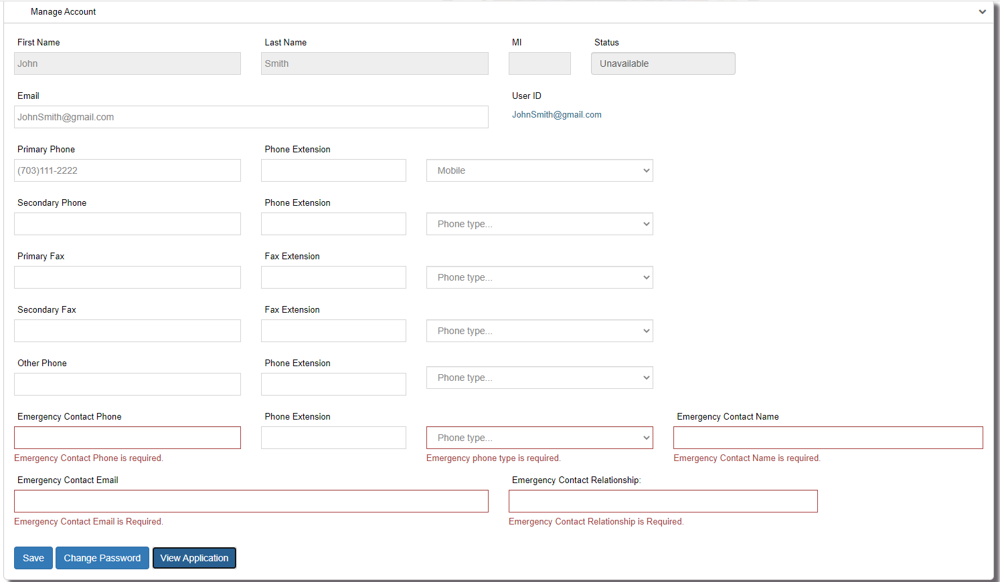 Manage Account
First Name Last Name MI Status
John Smith Unavailable
Email User ID
JohnSmith@gmail.com JohnSmith@gmail.com
Primary Phone Phone Extension
(703)111-2222 Mobile
Secondary Phone Phone Extension
Phone type...
Primary Fax Fax Extension
Phone type...
Secondary Fax Fax Extension
Phone type...
Other Phone Phone Extension
Phone type...
Emergency Contact Phone Phone Extension Emergency Contact Name
Phone type...
Emergency Contact Phone is required. Emergency phone type is required. Emergency Contact Name is required.
Emergency Contact Email Emergency Contact Relationship:
Emergency Contact Email is Required. Emergency Contact Relationship is Required.
Save Change Password View Application